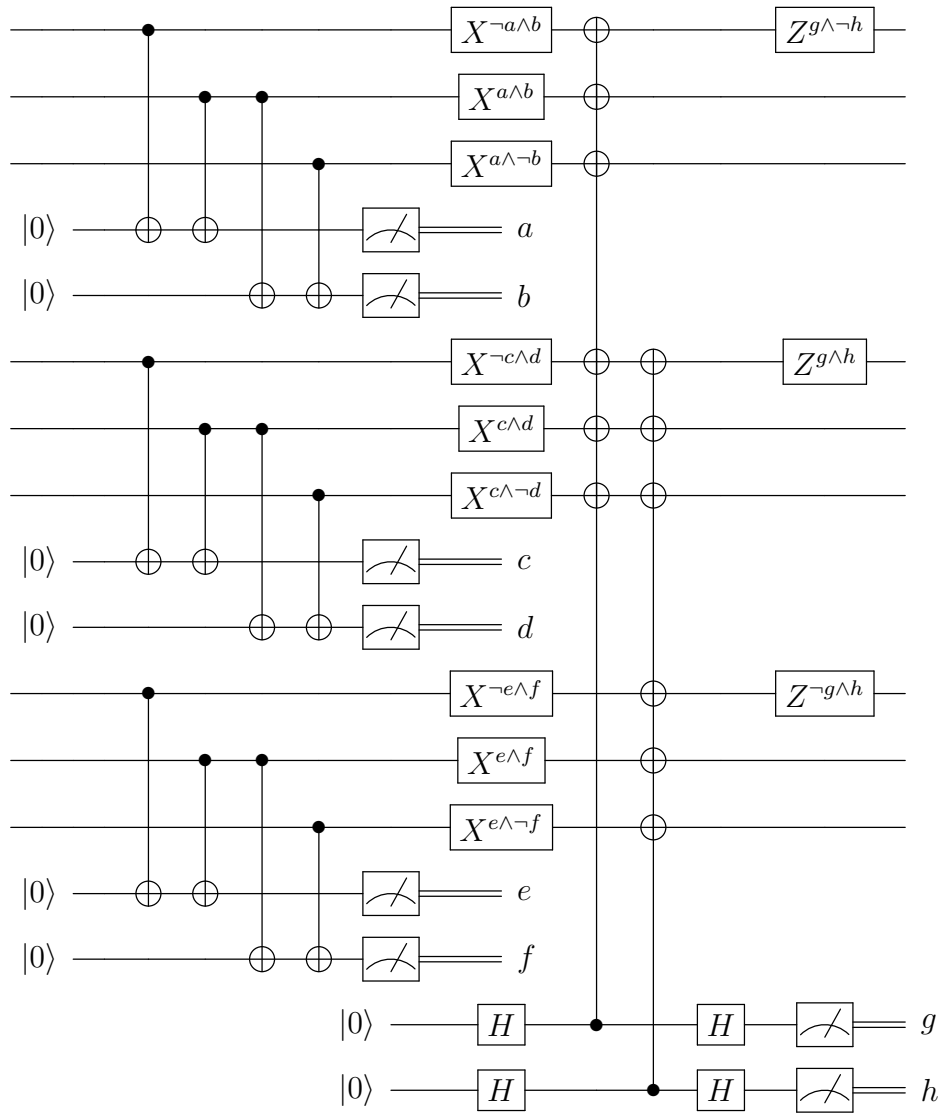 X^{¬a∧b} Z^{g∧¬h}
X^{a∧b}
X^{a∧¬b}
|0⟩ a
|0⟩ b
X^{¬c∧d} Z^{g∧h}
X^{c∧d}
X^{c∧¬d}
|0⟩ c
|0⟩ d
X^{¬e∧f} Z^{¬g∧h}
X^{e∧f}
X^{e∧¬f}
|0⟩ e
|0⟩ f
|0⟩ H H g
|0⟩ H H h